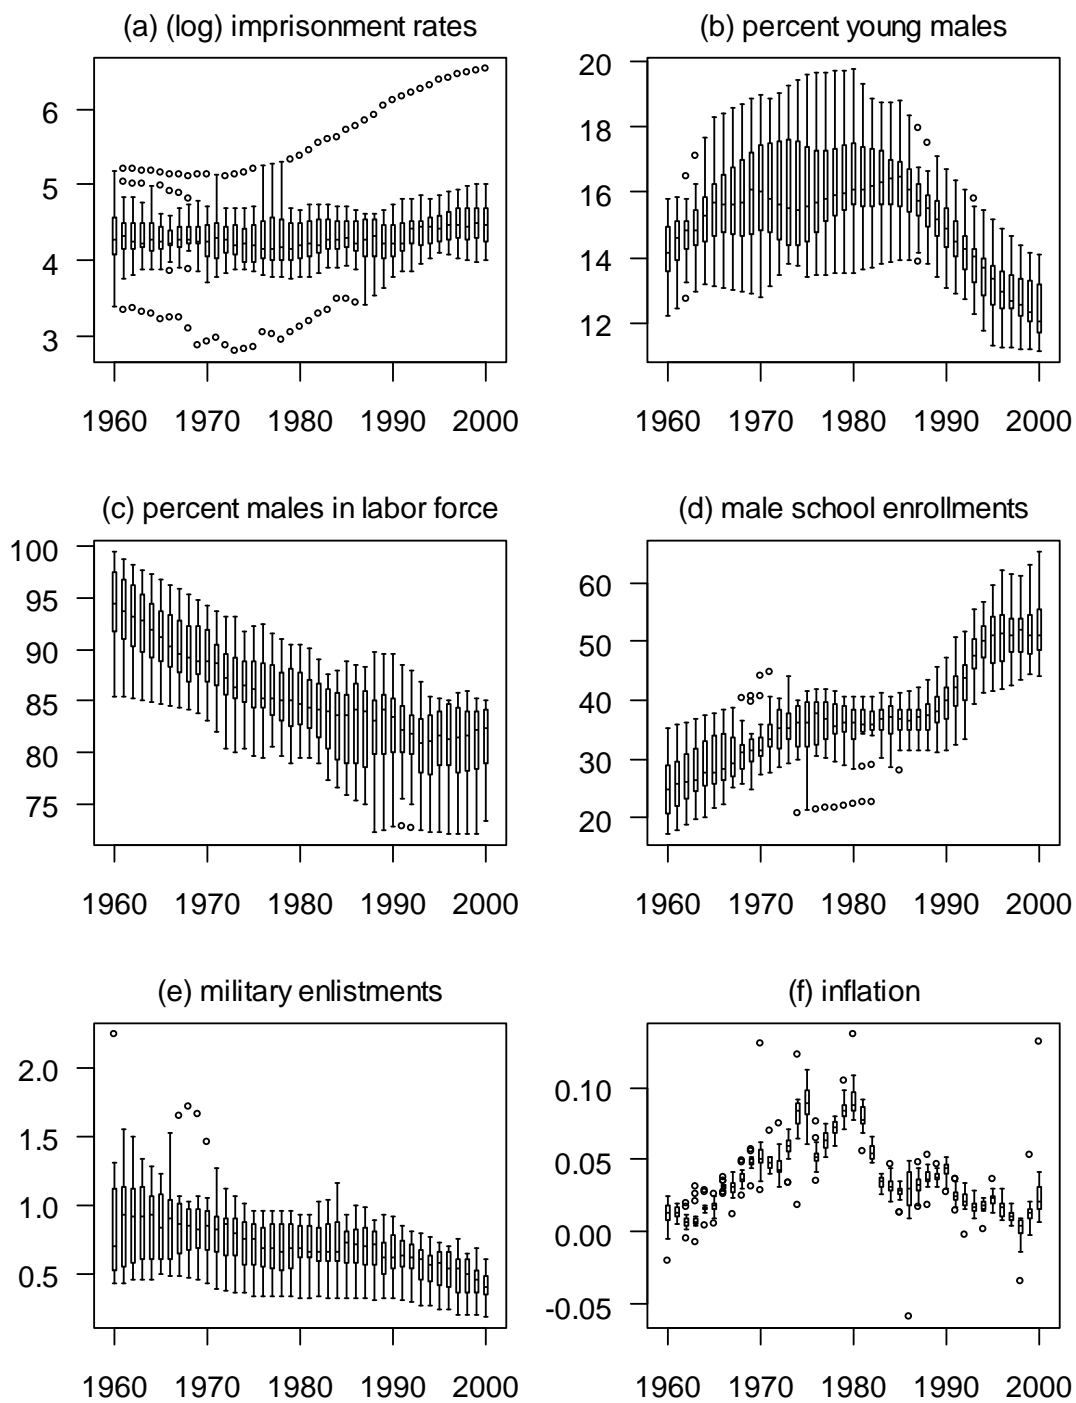 (a) (log) imprisonment rates
6
5
4
3
1960 1970 1980 1990 2000
(b) percent young males
20
18
16
14
12
1960 1970 1980 1990 2000
(c) percent males in labor force
100
95
90
85
80
75
1960 1970 1980 1990 2000
(d) male school enrollments
60
50
40
30
20
1960 1970 1980 1990 2000
(e) military enlistments
2.0
1.5
1.0
0.5
1960 1970 1980 1990 2000
(f) inflation
0.10
0.05
0.00
-0.05
1960 1970 1980 1990 2000